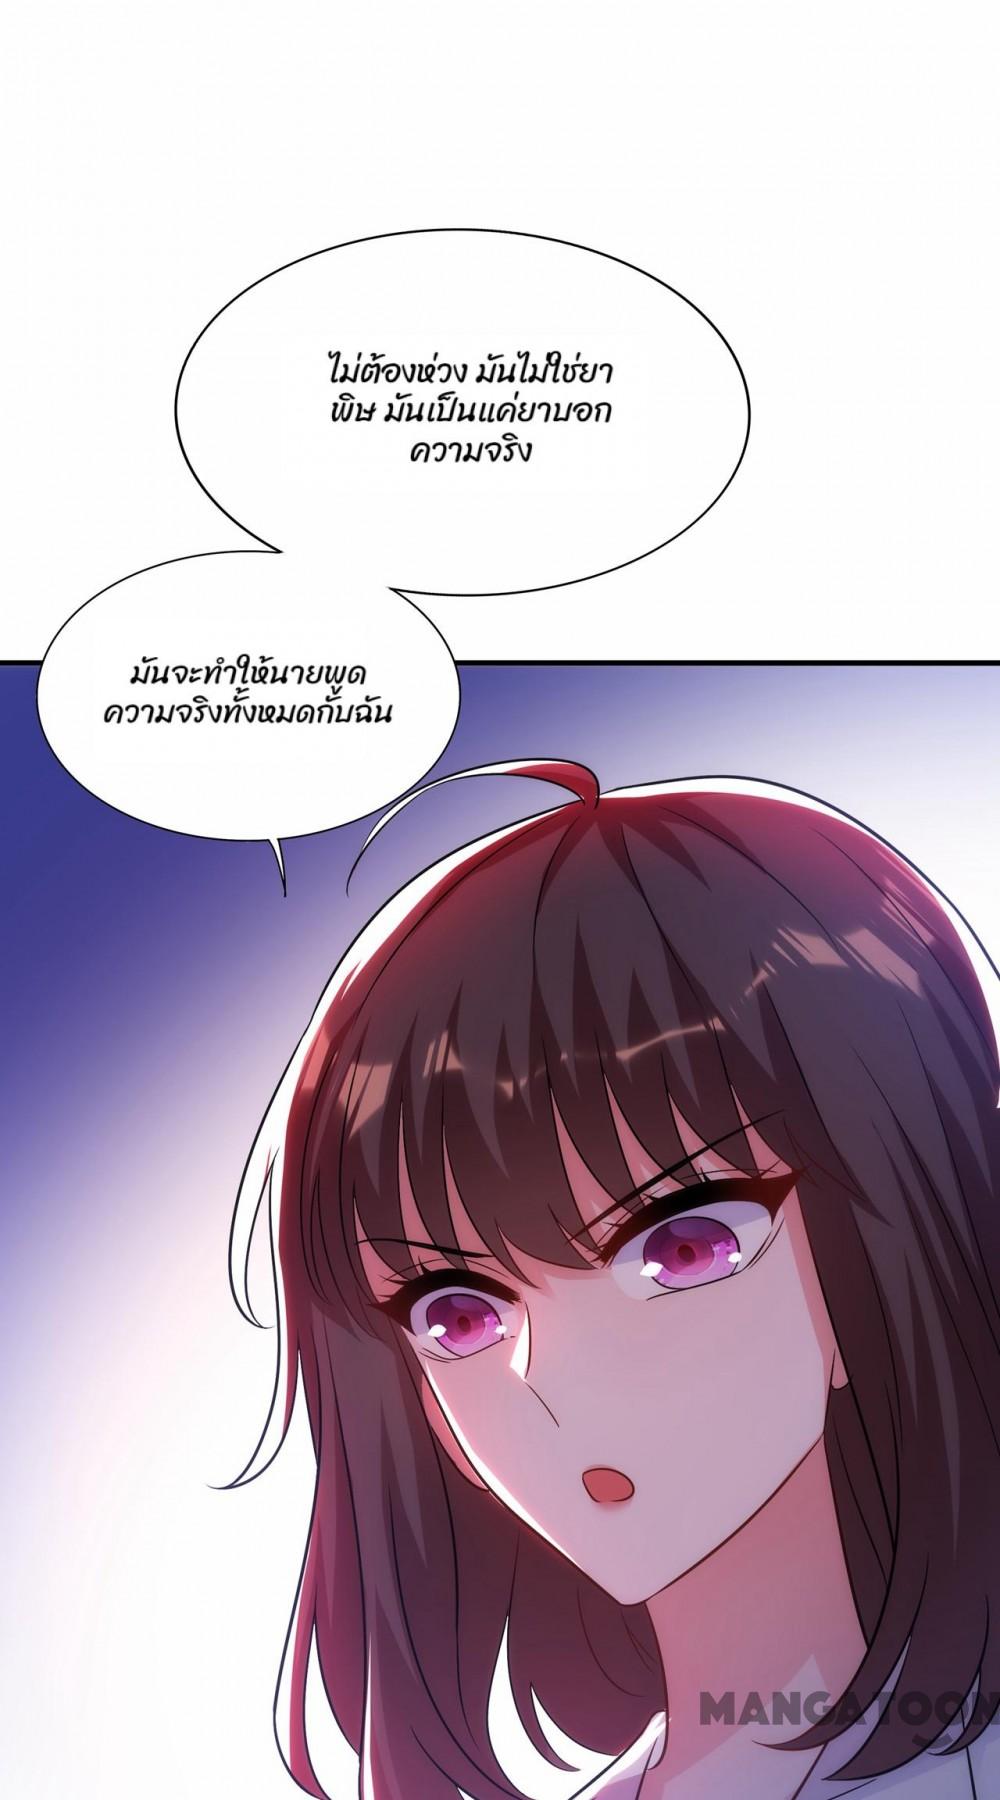 ไม่ต้องห่วง มันไม่ใช่ยา
พิษ มันเป็นแค่ยาบอก
ความจริง
มันจะทำให้นายพูด
ความจริงทั้งหมดกับฉัน
MANGATOON